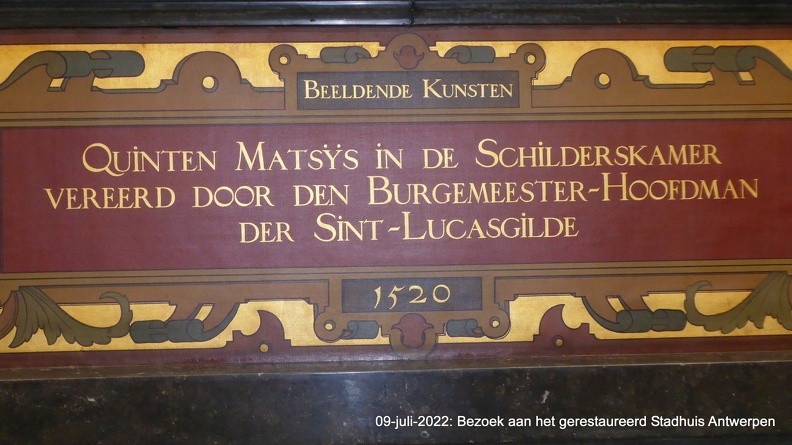 Beeldende Kunsten
Quinten Matsÿs in de Schilderskamer
vereerd door den Burgemeester-Hoofdman
der Sint-Lucasgilde
1520
09-juli-2022: Bezoek aan het gerestaureerd Stadhuis Antwerpen